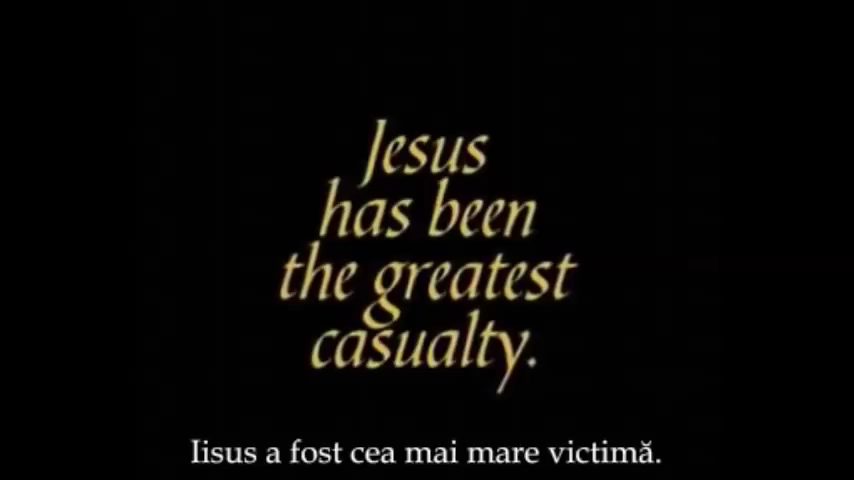 Jesus
has been
the greatest
casualty.
Iisus a fost cea mai mare victimă.